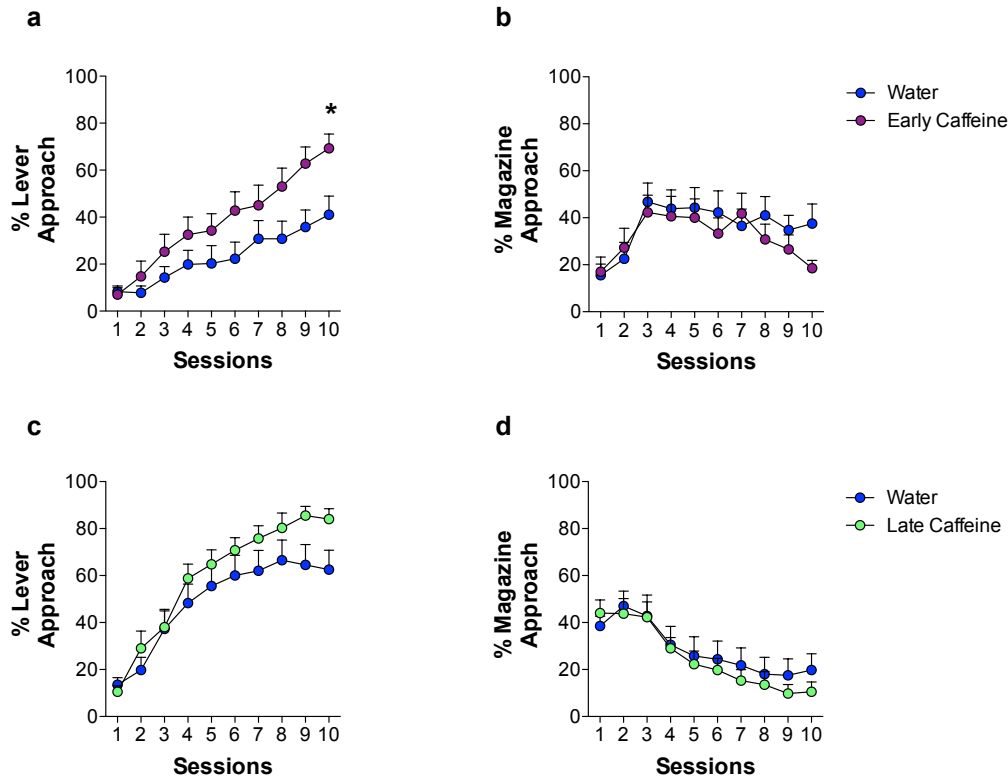 a
b
100
80
60
40
20
0
% Lever
Approach
*
1 2 3 4 5 6 7 8 9 10
Sessions
100
80
60
40
20
0
% Magazine
Approach
1 2 3 4 5 6 7 8 9 10
Sessions
Water
Early Caffeine
c
d
100
80
60
40
20
0
% Lever
Approach
1 2 3 4 5 6 7 8 9 10
Sessions
100
80
60
40
20
0
% Magazine
Approach
1 2 3 4 5 6 7 8 9 10
Sessions
Water
Late Caffeine